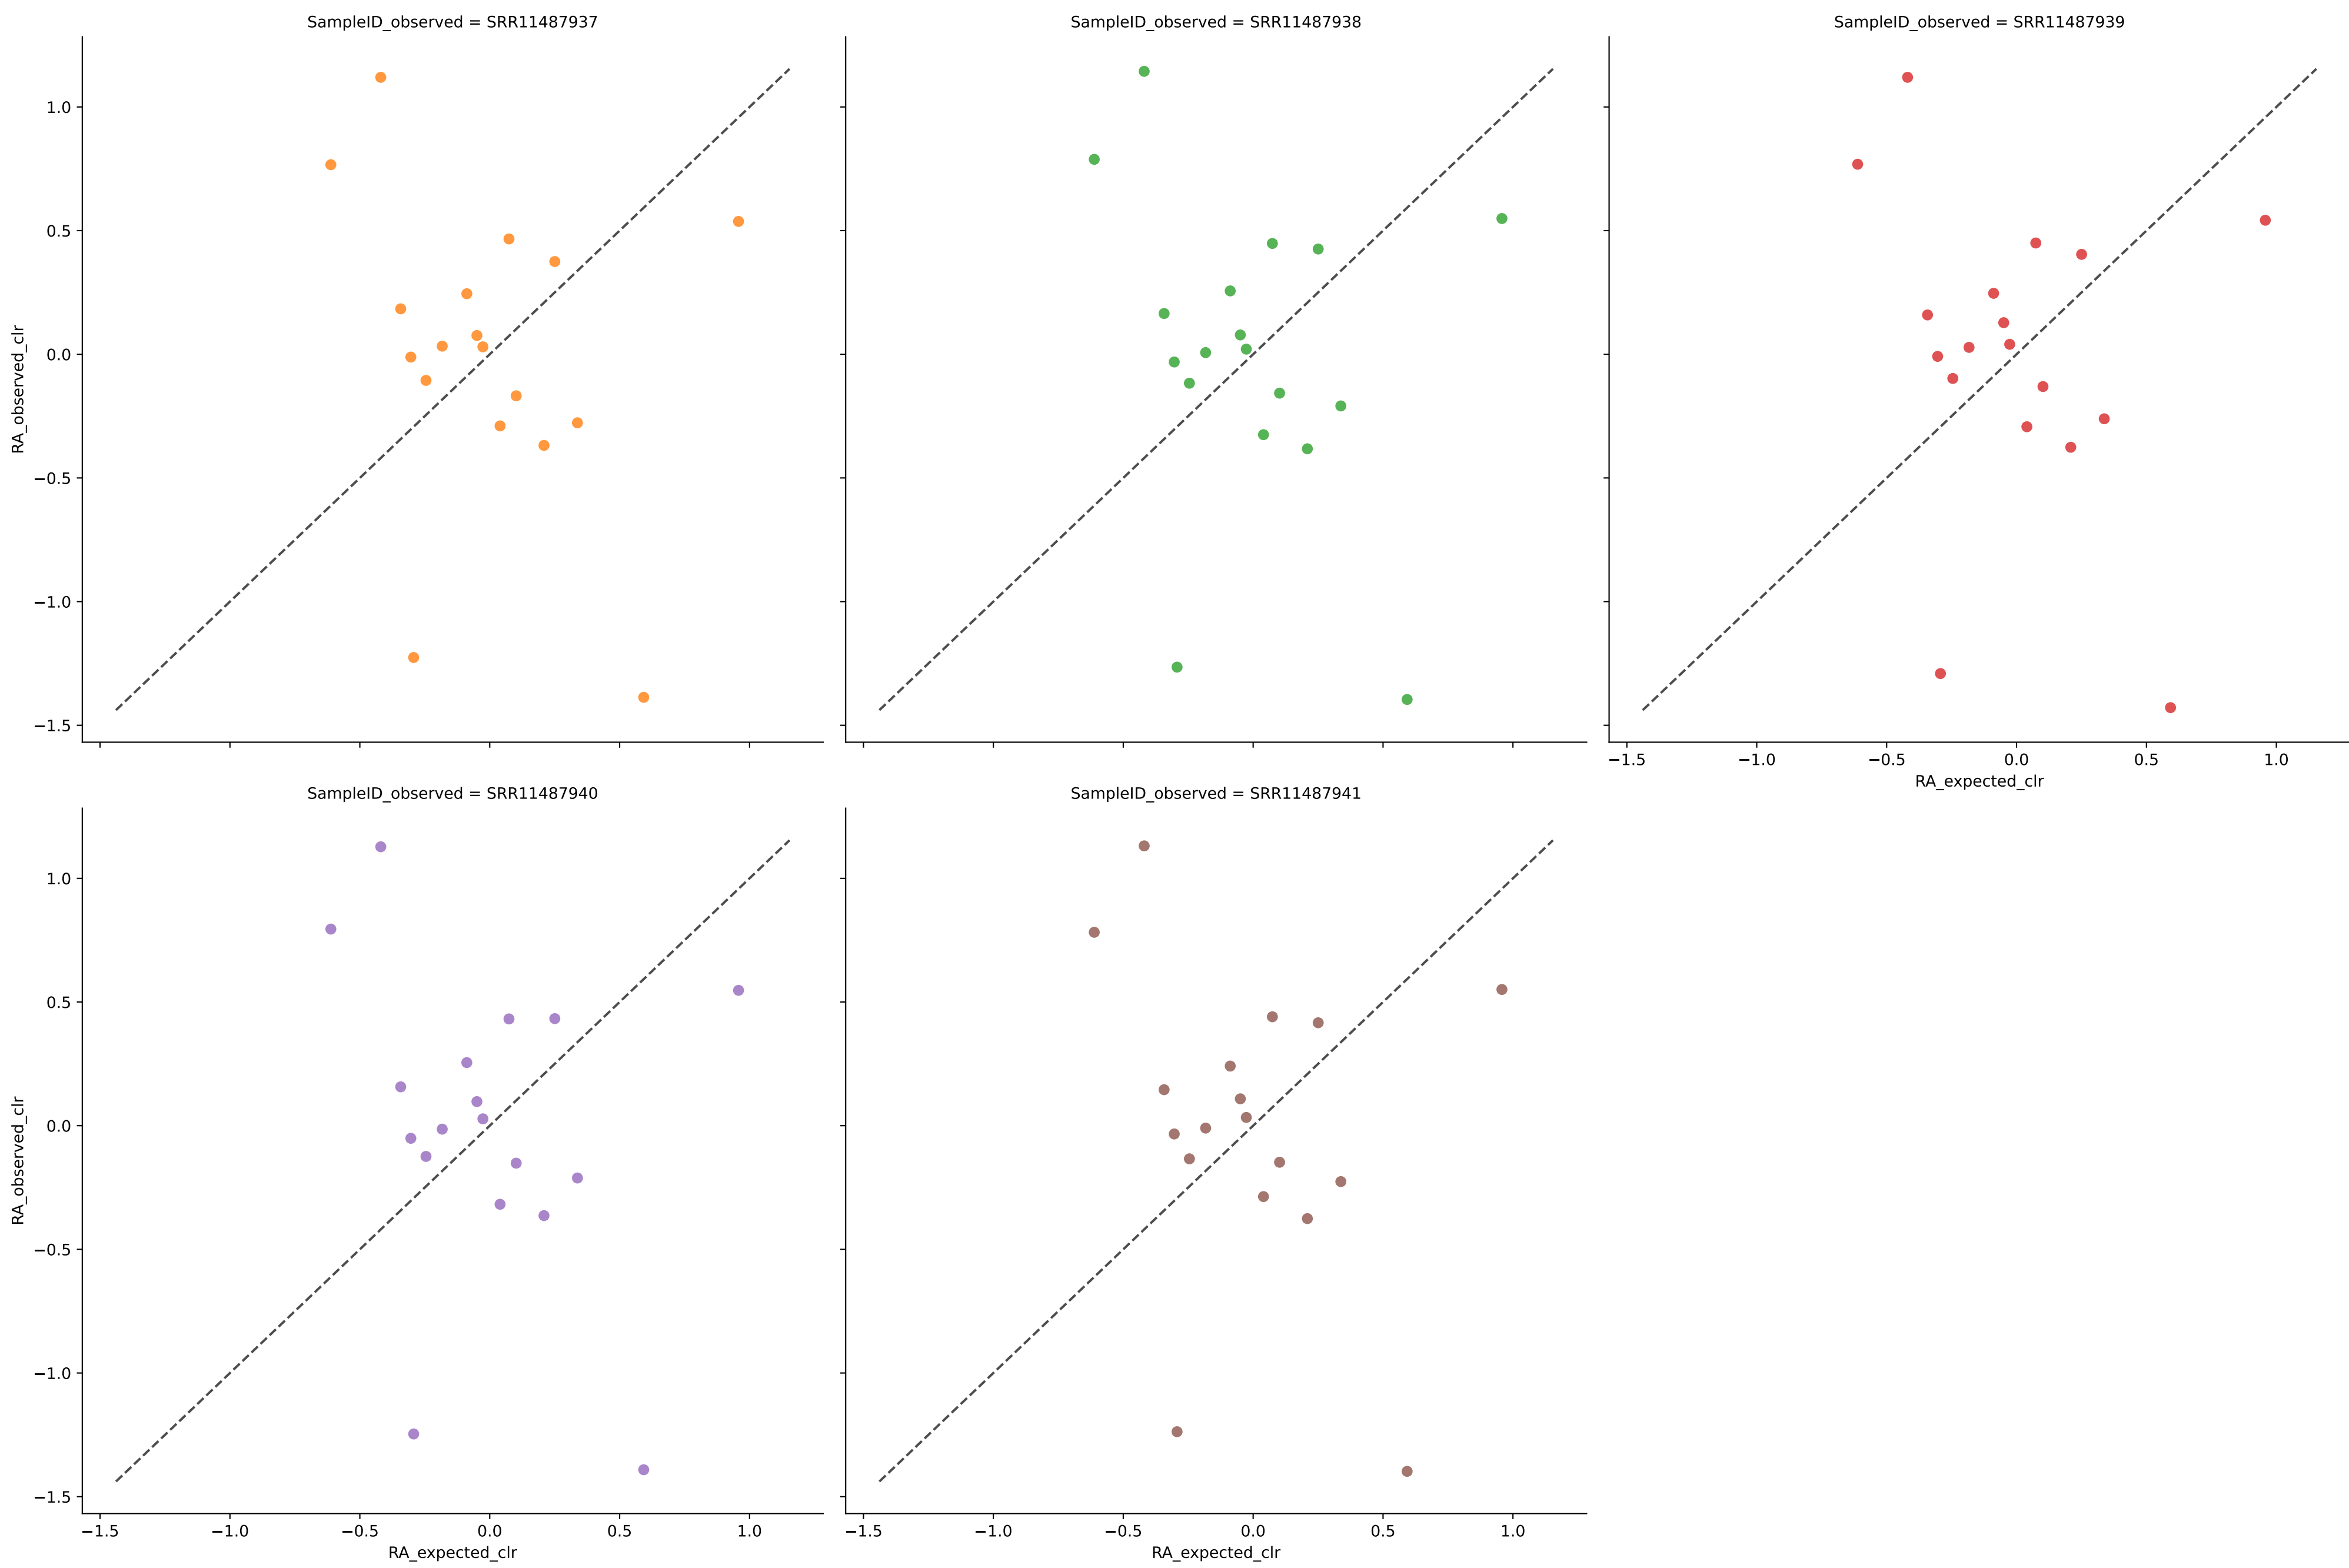 SampleID_observed = SRR11487937
SampleID_observed = SRR11487938
SampleID_observed = SRR11487939
RA_observed_clr
1.0
0.5
0.0
−0.5
−1.0
−1.5
−1.5 −1.0 −0.5 0.0 0.5 1.0
RA_expected_clr
SampleID_observed = SRR11487940
SampleID_observed = SRR11487941
RA_observed_clr
1.0
0.5
0.0
−0.5
−1.0
−1.5
−1.5 −1.0 −0.5 0.0 0.5 1.0
RA_expected_clr
−1.5 −1.0 −0.5 0.0 0.5 1.0
RA_expected_clr